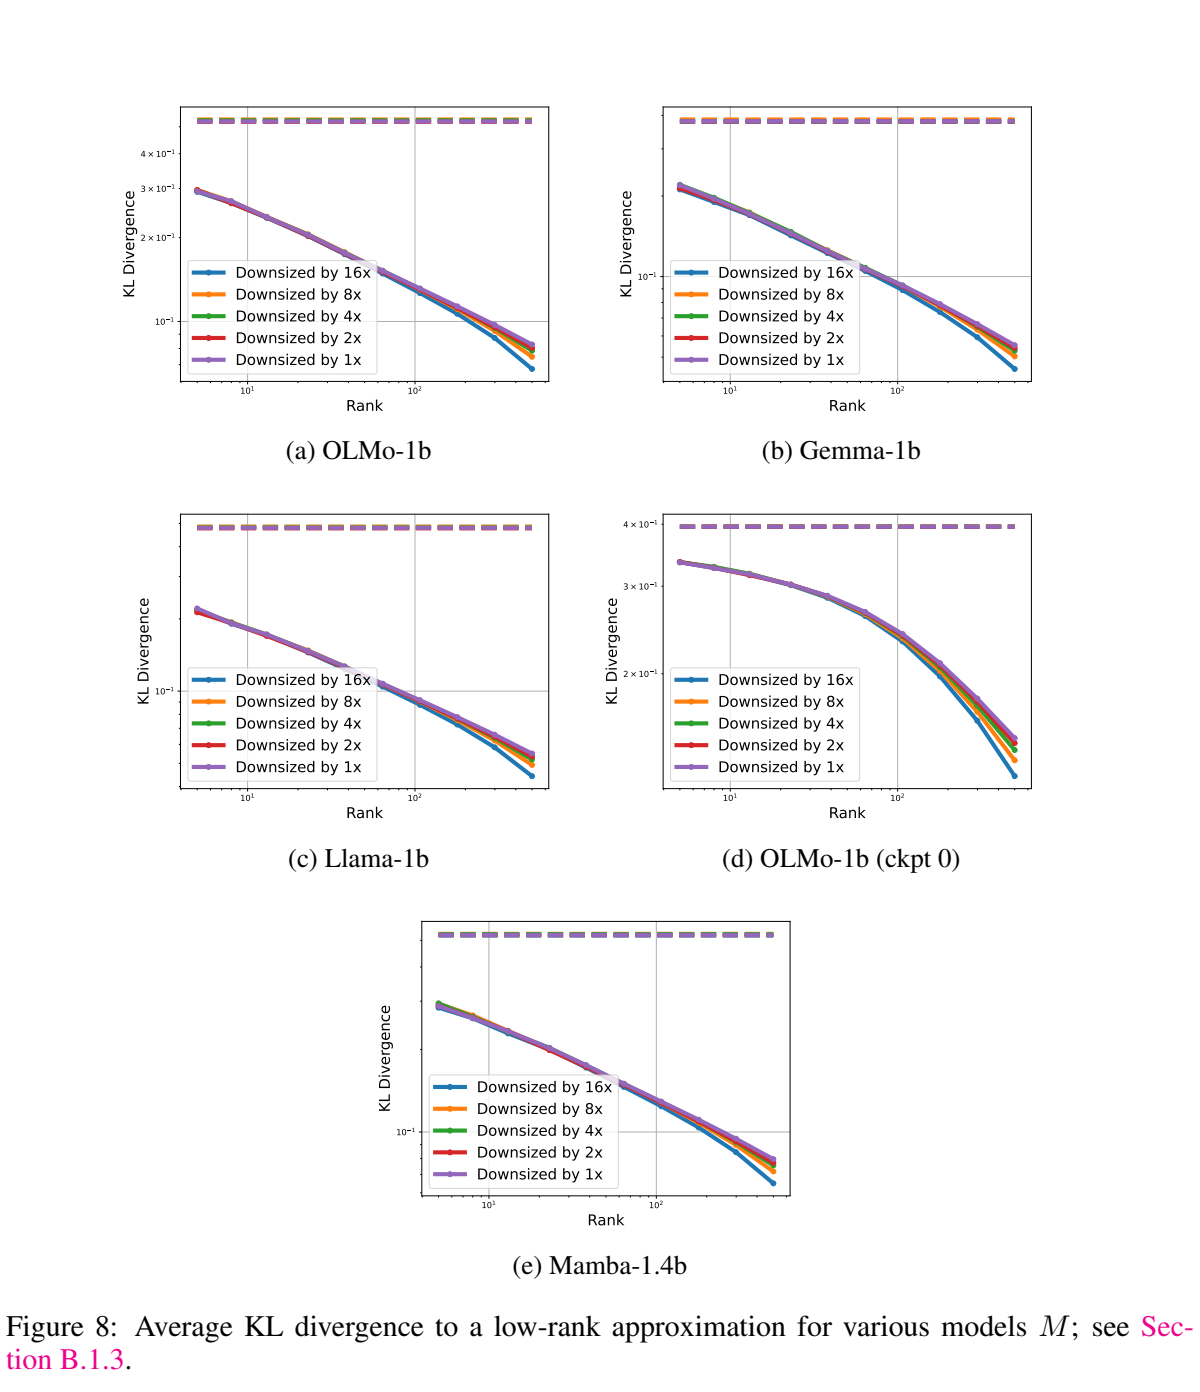 KL Divergence
4 × 10⁻¹
3 × 10⁻¹
2 × 10⁻¹
10⁻¹
Downsized by 16x
Downsized by 8x
Downsized by 4x
Downsized by 2x
Downsized by 1x
10¹ 10²
Rank
(a) OLMo-1b
KL Divergence
10⁻¹
Downsized by 16x
Downsized by 8x
Downsized by 4x
Downsized by 2x
Downsized by 1x
10¹ 10²
Rank
(b) Gemma-1b
KL Divergence
10⁻¹
Downsized by 16x
Downsized by 8x
Downsized by 4x
Downsized by 2x
Downsized by 1x
10¹ 10²
Rank
(c) Llama-1b
KL Divergence
4 × 10⁻¹
3 × 10⁻¹
2 × 10⁻¹
Downsized by 16x
Downsized by 8x
Downsized by 4x
Downsized by 2x
Downsized by 1x
10¹ 10²
Rank
(d) OLMo-1b (ckpt 0)
KL Divergence
10⁻¹
Downsized by 16x
Downsized by 8x
Downsized by 4x
Downsized by 2x
Downsized by 1x
10¹ 10²
Rank
(e) Mamba-1.4b
Figure 8: Average KL divergence to a low-rank approximation for various models M; see Sec-
tion B.1.3.